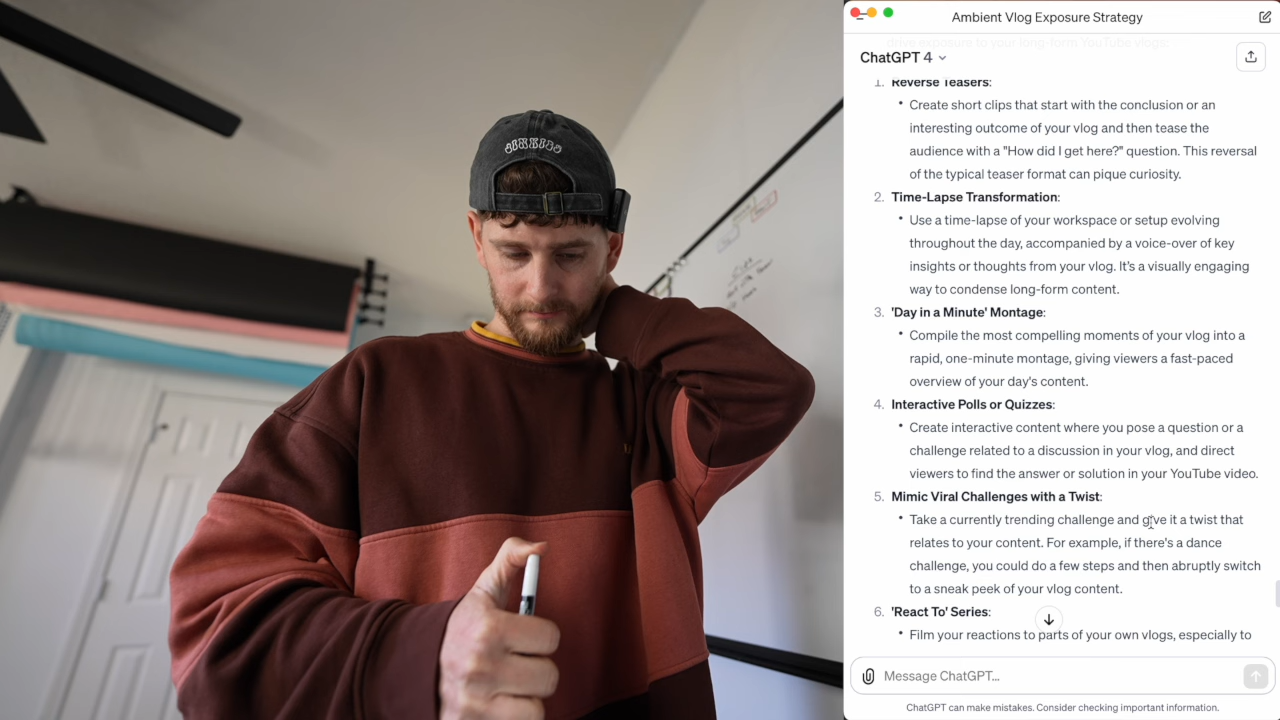 Ambient Vlog Exposure Strategy
drive exposure to your long-form YouTube vlogs:
ChatGPT 4
1. Reverse Teasers:
• Create short clips that start with the conclusion or an
interesting outcome of your vlog and then tease the
audience with a "How did I get here?" question. This reversal
of the typical teaser format can pique curiosity.
2. Time-Lapse Transformation:
• Use a time-lapse of your workspace or setup evolving
throughout the day, accompanied by a voice-over of key
insights or thoughts from your vlog. It's a visually engaging
way to condense long-form content.
3. 'Day in a Minute' Montage:
• Compile the most compelling moments of your vlog into a
rapid, one-minute montage, giving viewers a fast-paced
overview of your day's content.
4. Interactive Polls or Quizzes:
• Create interactive content where you pose a question or a
challenge related to a discussion in your vlog, and direct
viewers to find the answer or solution in your YouTube video.
5. Mimic Viral Challenges with a Twist:
• Take a currently trending challenge and give it a twist that
relates to your content. For example, if there's a dance
challenge, you could do a few steps and then abruptly switch
to a sneak peek of your vlog content.
6. 'React To' Series:
• Film your reactions to parts of your own vlogs, especially to
Message ChatGPT...
ChatGPT can make mistakes. Consider checking important information.